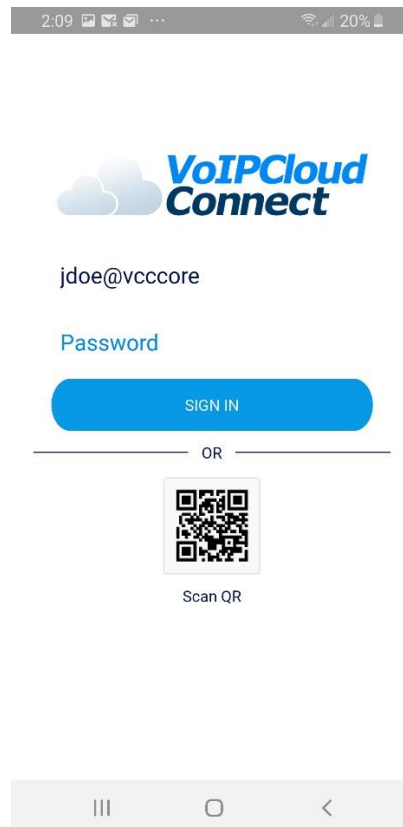 2:09 20%
VoIPCloud
Connect
jdoe@vcccore
Password
SIGN IN
OR
Scan QR